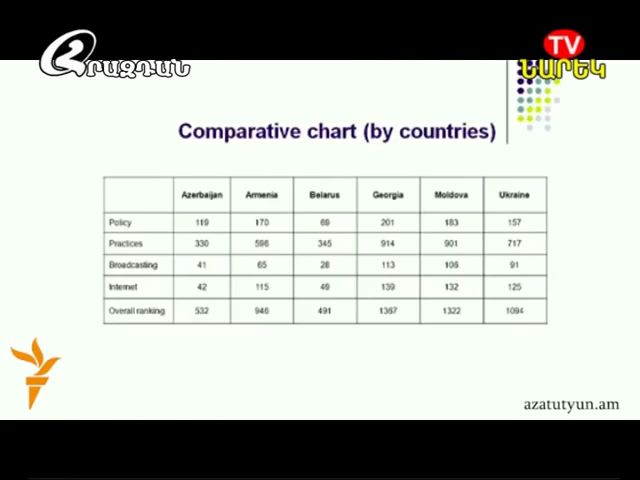 ՀՐԱԶԴԱՆ
TV
ՆԱՐԵԿ
Comparative chart (by countries)
Azerbaijan Armenia Belarus Georgia Moldova Ukraine
Policy 119 170 69 201 183 157
Practices 330 596 345 914 901 717
Broadcasting 41 65 28 113 106 91
Internet 42 115 49 139 132 125
Overall ranking 532 946 491 1367 1322 1094
azatutyun.am